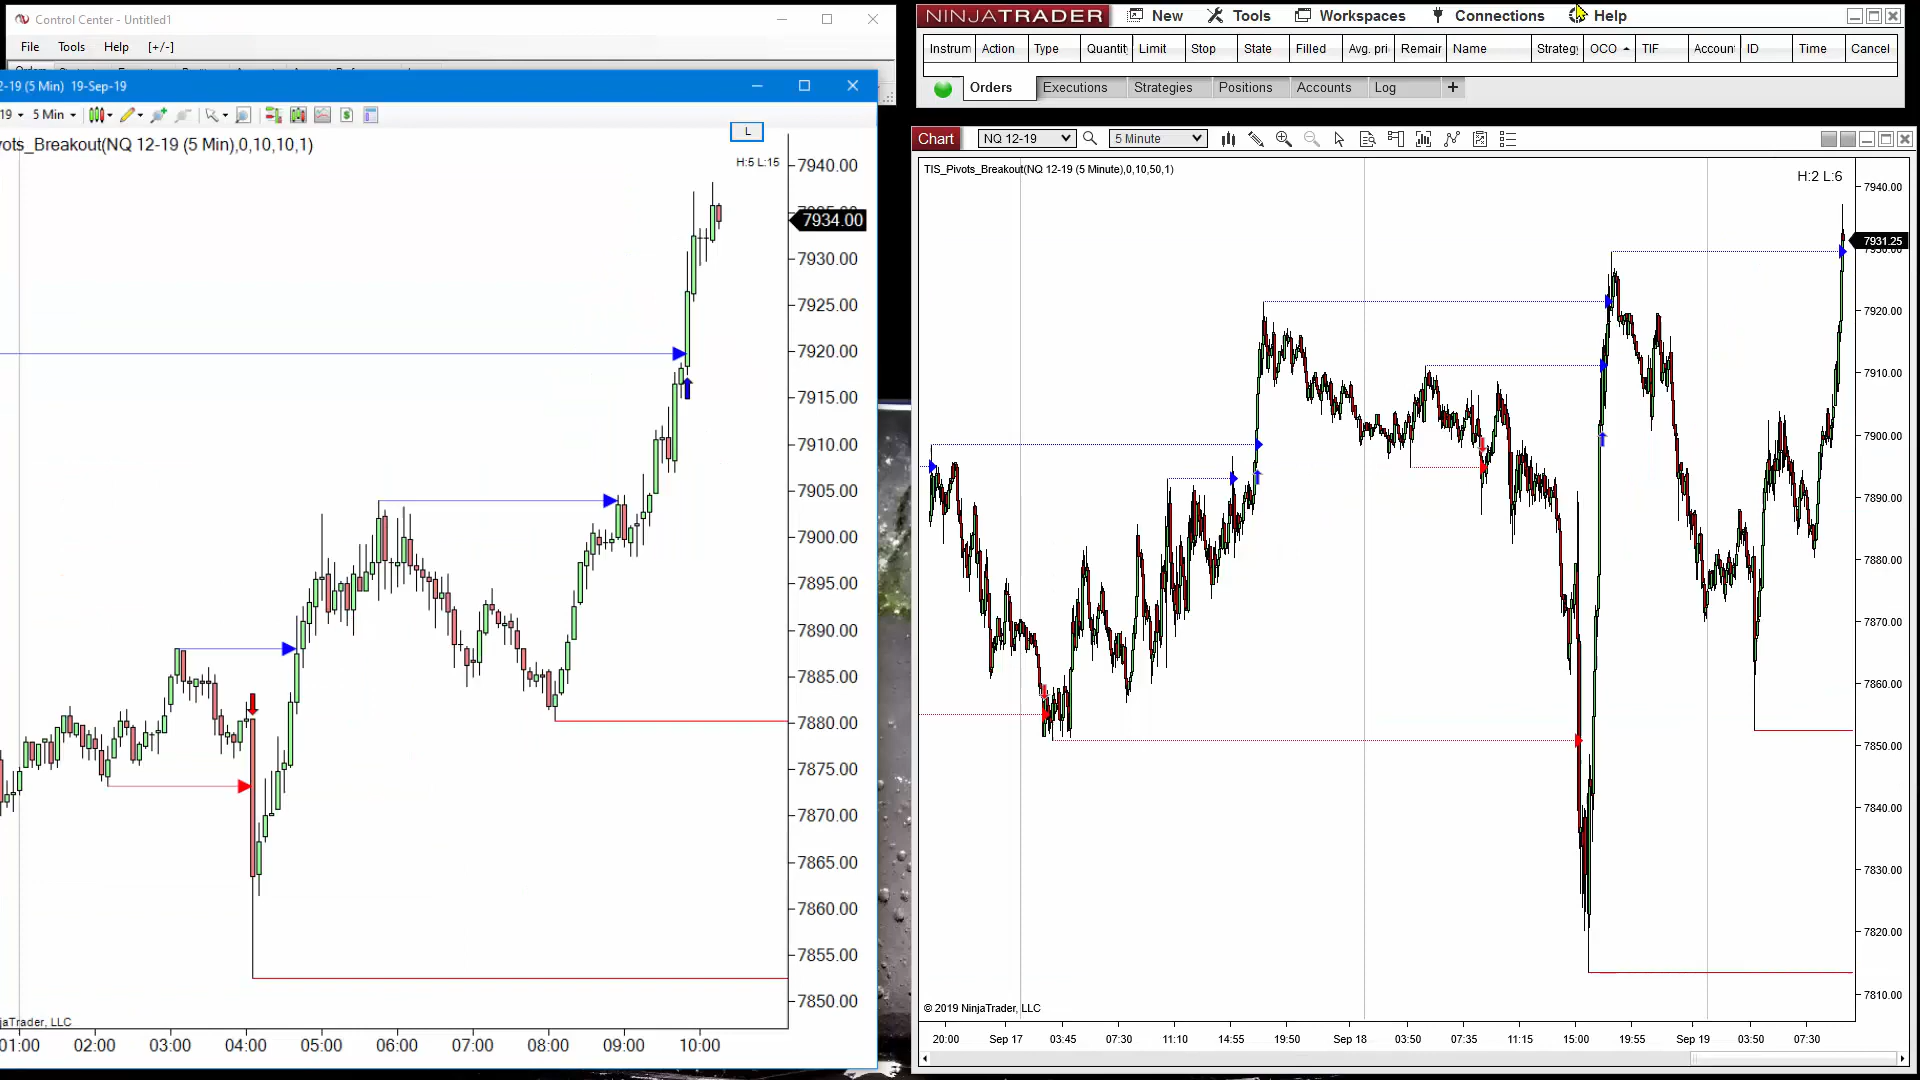 Control Center - Untitled1
File Tools Help [+/-]
2-19 (5 Min) 19-Sep-19
19 5 Min
ots_Breakout(NQ 12-19 (5 Min),0,10,10,1)
L
H:5 L:15
7940.00
7934.00
7930.00
7925.00
7920.00
7915.00
7910.00
7905.00
7900.00
7895.00
7890.00
7885.00
7880.00
7875.00
7870.00
7865.00
7860.00
7855.00
7850.00
jaTrader, LLC
01:00 02:00 03:00 04:00 05:00 06:00 07:00 08:00 09:00 10:00
NINJATRADER New Tools Workspaces Connections Help
Instrum Action Type Quantity Limit Stop State Filled Avg. pri Remair Name Strategy OCO TIF Accoun ID Time Cancel
Orders Executions Strategies Positions Accounts Log +
Chart NQ 12-19 5 Minute
TIS_Pivots_Breakout(NQ 12-19 (5 Minute),0,10,50,1)
H:2 L:6
7940.00
7931.25
7920.00
7910.00
7900.00
7890.00
7880.00
7870.00
7860.00
7850.00
7840.00
7830.00
7820.00
7810.00
© 2019 NinjaTrader, LLC
20:00 Sep 17 03:45 07:30 11:10 14:55 19:50 Sep 18 03:50 07:35 11:15 15:00 19:55 Sep 19 03:50 07:30